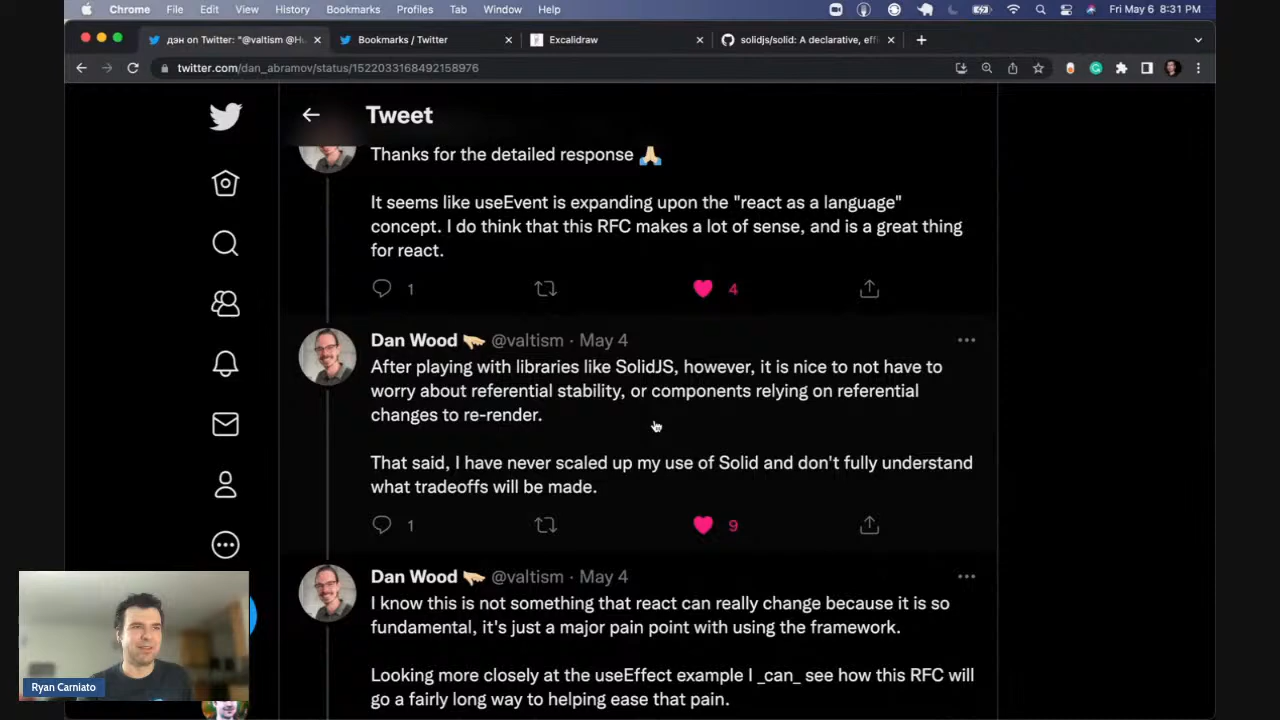 Chrome File Edit View History Bookmarks Profiles Tab Window Help Fri May 6 8:31 PM
дэн on Twitter: "@valtism @Hu
Bookmarks / Twitter
Excalidraw
solidjs/solid: A declarative, effi
twitter.com/dan_abramov/status/1522033168492158976
Tweet
Thanks for the detailed response 🙏🏼
It seems like useEvent is expanding upon the "react as a language"
concept. I do think that this RFC makes a lot of sense, and is a great thing
for react.
1 4
Dan Wood @valtism · May 4
After playing with libraries like SolidJS, however, it is nice to not have to
worry about referential stability, or components relying on referential
changes to re-render.
That said, I have never scaled up my use of Solid and don't fully understand
what tradeoffs will be made.
1 9
Dan Wood @valtism · May 4
I know this is not something that react can really change because it is so
fundamental, it's just a major pain point with using the framework.
Looking more closely at the useEffect example I _can_ see how this RFC will
go a fairly long way to helping ease that pain.
Ryan Carniato